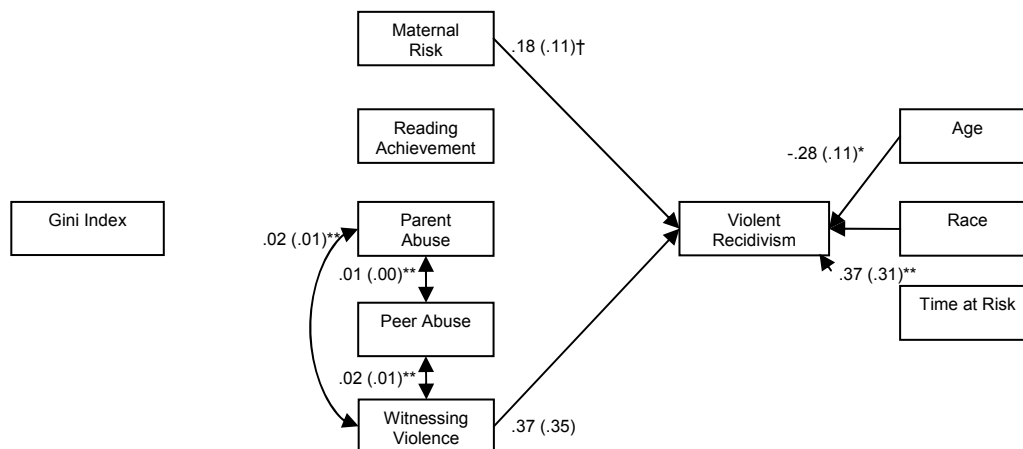 Maternal
Risk
.18 (.11)†
Reading
Achievement
Age
-.28 (.11)*
Gini Index
Parent
Abuse
Violent
Recidivism
Race
.02 (.01)**
.01 (.00)**
.37 (.31)**
Peer Abuse
Time at Risk
.02 (.01)**
Witnessing
Violence
.37 (.35)